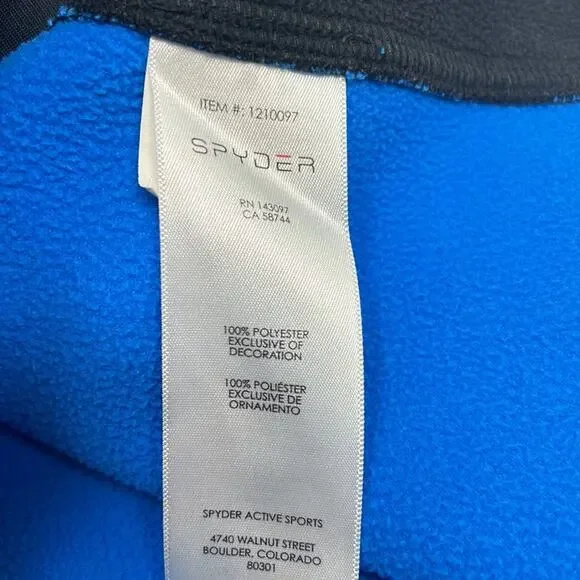 ITEM #: 1210097
SPYDER
RN 143097
CA 58744
100% POLYESTER
EXCLUSIVE OF
DECORATION
100% POLIÉSTER
EXCLUSIVE DE
ORNAMENTO
SPYDER ACTIVE SPORTS
4740 WALNUT STREET
BOULDER, COLORADO
80301